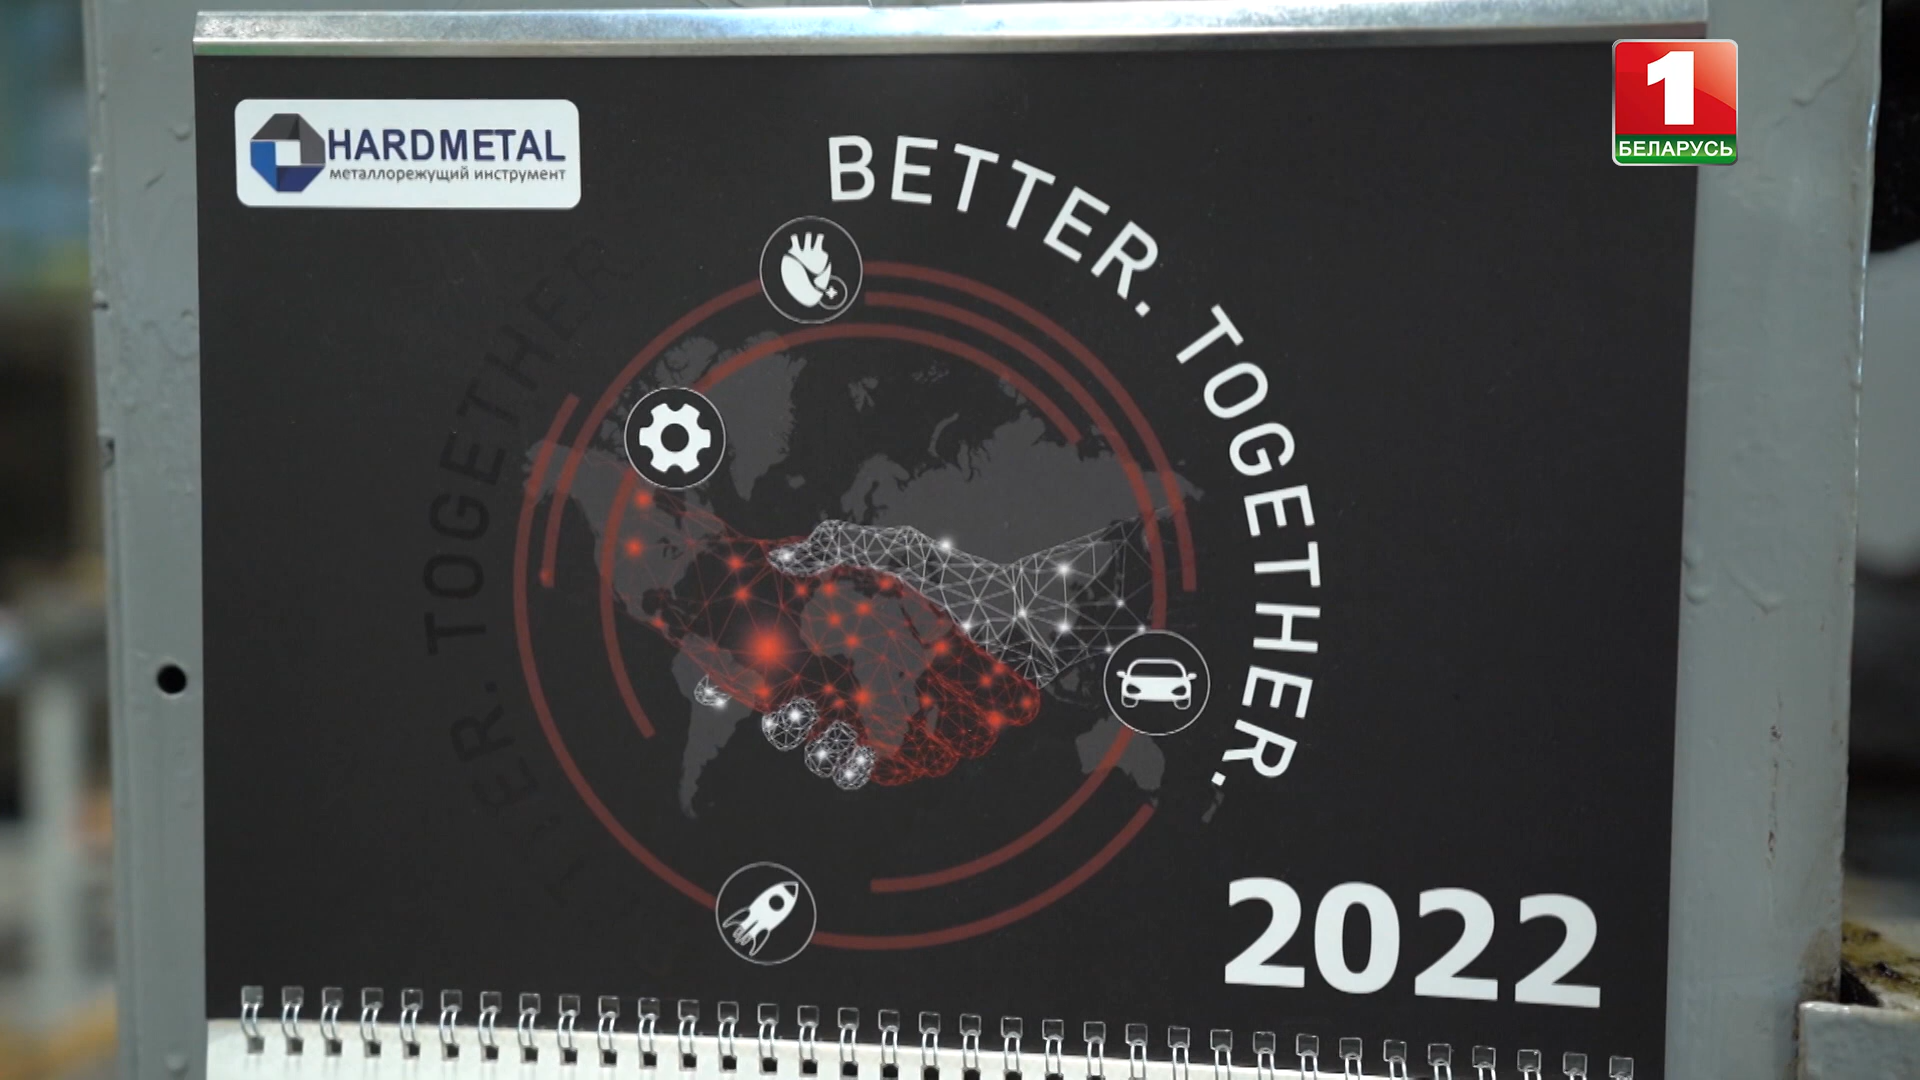 HARDMETAL
металлорежущий инструмент
1
БЕЛАРУСЬ
BETTER. TOGETHER.
TOGETHER
ER.
2022